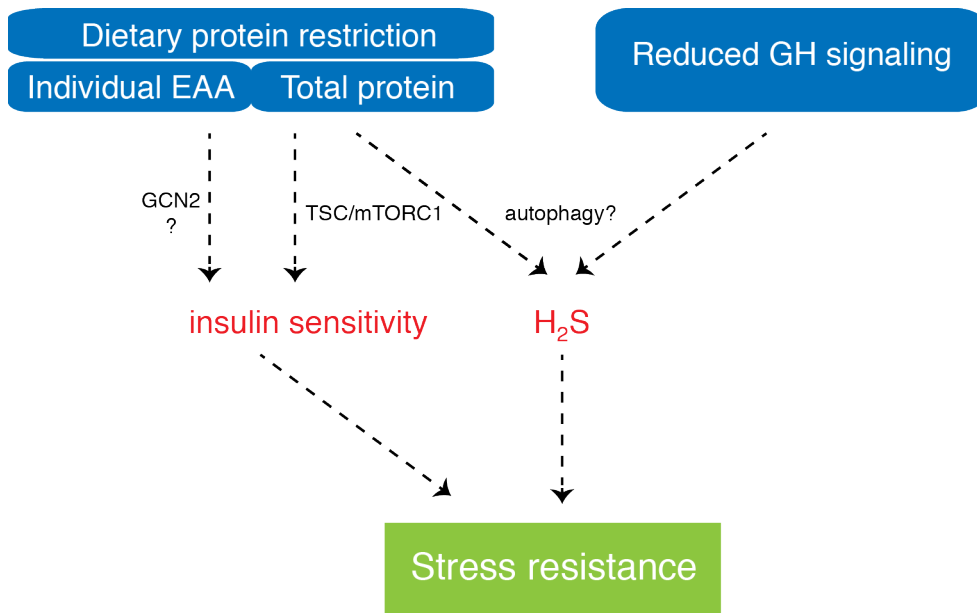 Dietary protein restriction
Individual EAA
Total protein
Reduced GH signaling
GCN2
?
TSC/mTORC1
autophagy?
insulin sensitivity
H₂S
Stress resistance